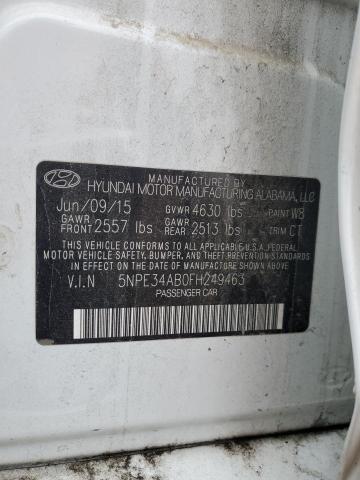 MANUFACTURED BY
HYUNDAI MOTOR MANUFACTURING ALABAMA, LLC
Jun/09/15 GVWR 4630 lbs PAINT W8
GAWR FRONT 2557 lbs GAWR REAR 2513 lbs TRIM CT
THIS VEHICLE CONFORMS TO ALL APPLICABLE U.S.A. FEDERAL
MOTOR VEHICLE SAFETY, BUMPER, AND THEFT PREVENTION STANDARDS
IN EFFECT ON THE DATE OF MANUFACTURE SHOWN ABOVE.
V.I.N 5NPE34AB0FH249463
PASSENGER CAR